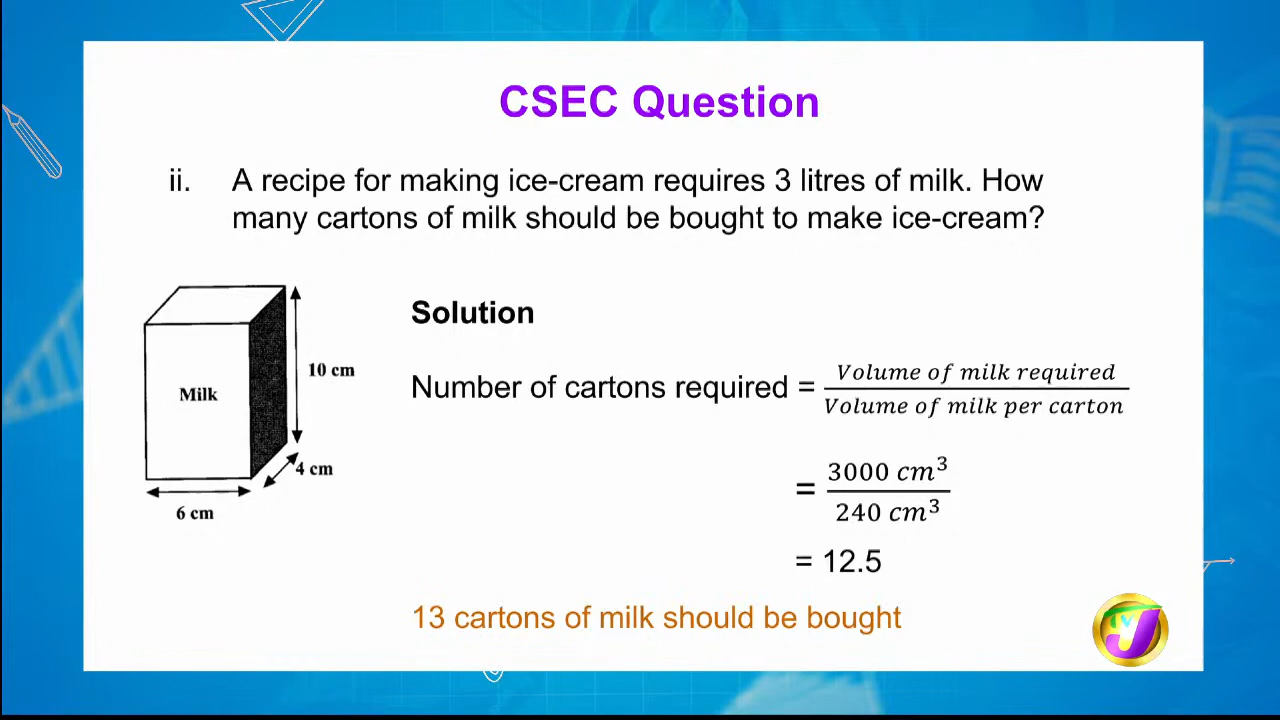 CSEC Question
ii. A recipe for making ice-cream requires 3 litres of milk. How
many cartons of milk should be bought to make ice-cream?
Milk
10 cm
4 cm
6 cm
Solution
Number of cartons required = Volume of milk required / Volume of milk per carton
= 3000 cm³ / 240 cm³
= 12.5
13 cartons of milk should be bought
TVJ